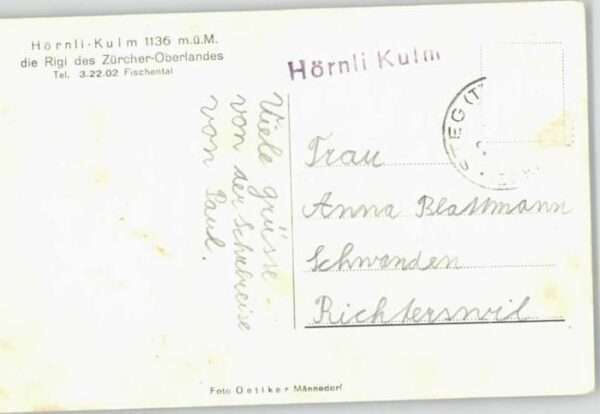 Hörnli-Kulm 1136 m.ü.M.
die Rigi des Zürcher-Oberlandes
Tel. 3.22.02 Fischental
Hörnli Kulm
STEG (T
Viele grüsse
von der Schulreise
von Paul.
Frau
Anna Blattmann
Schwanden
Richterswil
Foto Oetiker Männedorf